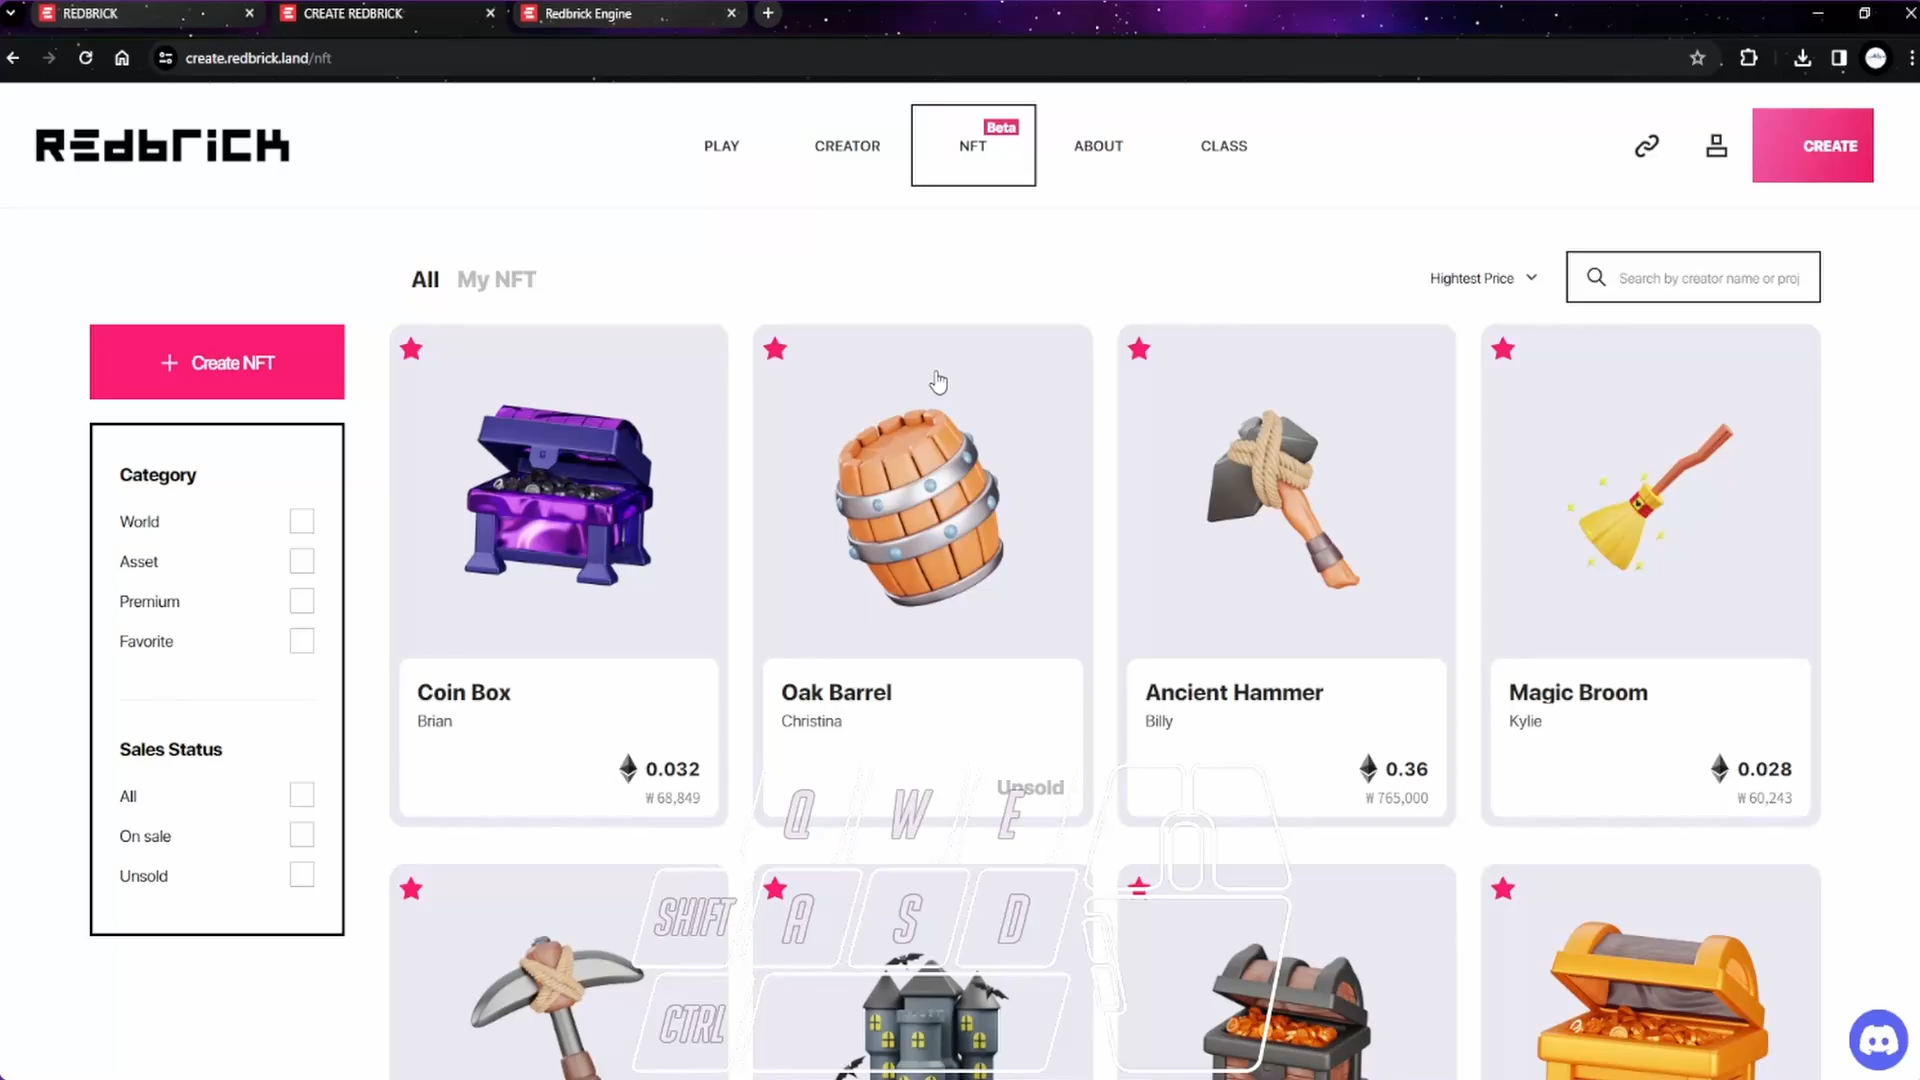 REDBRICK
CREATE REDBRICK
Redbrick Engine
create.redbrick.land/nft
REdbrICK
PLAY
CREATOR
NFT
Beta
ABOUT
CLASS
CREATE
All
My NFT
Hightest Price
Search by creator name or proj
+ Create NFT
Category
World
Asset
Premium
Favorite
Sales Status
All
On sale
Unsold
Coin Box
Brian
0.032
₩ 68,849
Oak Barrel
Christina
Unsold
Ancient Hammer
Billy
0.36
₩ 765,000
Magic Broom
Kylie
0.028
₩ 60,243
Q W E
SHIFT A S D
CTRL